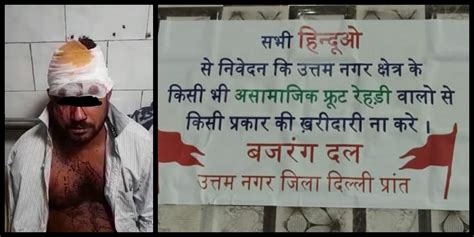 सभी हिन्दूओ
से निवेदन कि उत्तम नगर क्षेत्र के
किसी भी असामाजिक फ्रूट रेहड़ी वालो से
किसी प्रकार की ख़रीदारी ना करे ।
बजरंग दल
उत्तम नगर जिला दिल्ली प्रांत